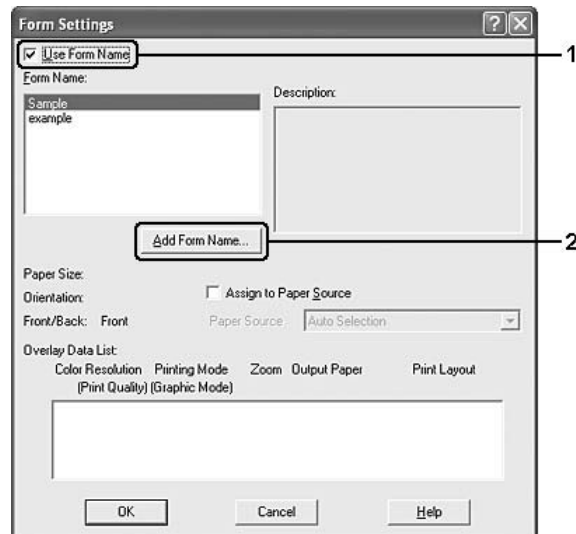 Form Settings
Use Form Name
1
Form Name:
Description:
Sample
example
Add Form Name...
2
Paper Size:
Orientation:
Assign to Paper Source
Front/Back: Front
Paper Source
Auto Selection
Overlay Data List:
Color Resolution Printing Mode Zoom Output Paper Print Layout
(Print Quality) (Graphic Mode)
OK Cancel Help